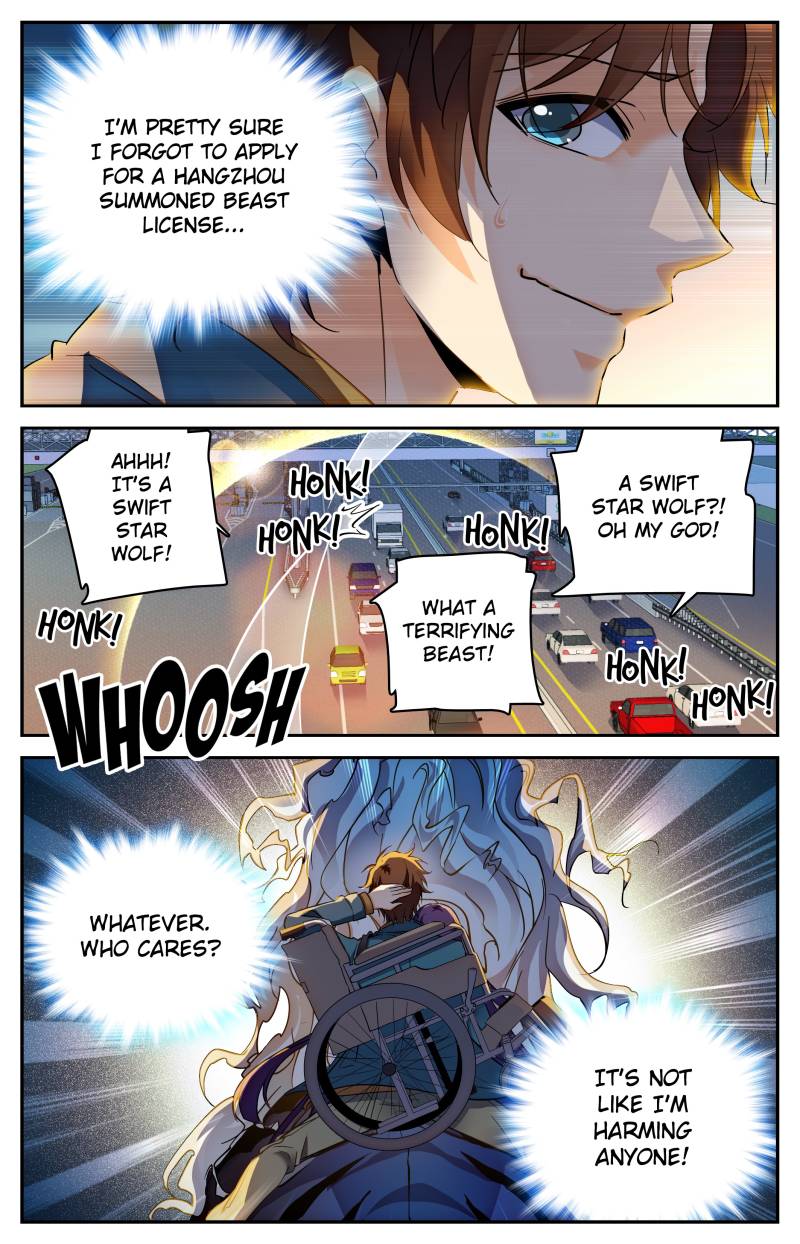 I'M PRETTY SURE
I FORGOT TO APPLY
FOR A HANGZHOU
SUMMONED BEAST
LICENSE...
AHHH!
IT'S A
SWIFT
STAR
WOLF!
HONK!
HONK!
HONK!
A SWIFT
STAR WOLF?!
OH MY GOD!
WHAT A
TERRIFYING
BEAST!
HONK!
HONK!
HONK!
WHOOSH
WHATEVER.
WHO CARES?
IT'S NOT
LIKE I'M
HARMING
ANYONE!